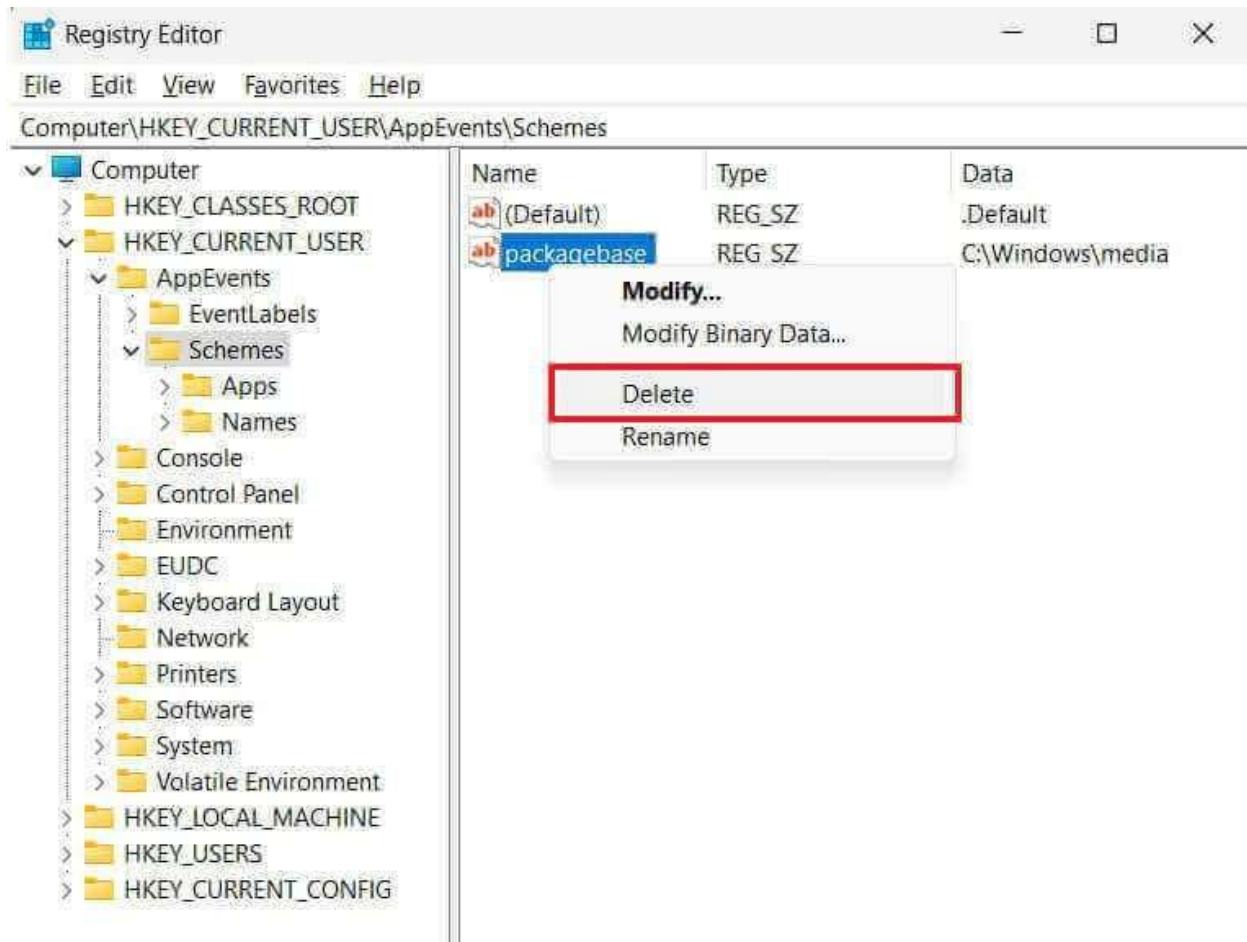 Registry Editor
File Edit View Favorites Help
Computer\HKEY_CURRENT_USER\AppEvents\Schemes
Computer
HKEY_CLASSES_ROOT
HKEY_CURRENT_USER
AppEvents
EventLabels
Schemes
Apps
Names
Console
Control Panel
Environment
EUDC
Keyboard Layout
Network
Printers
Software
System
Volatile Environment
HKEY_LOCAL_MACHINE
HKEY_USERS
HKEY_CURRENT_CONFIG
Name Type Data
ab (Default) REG_SZ .Default
ab packagebase REG_SZ C:\Windows\media
Modify...
Modify Binary Data...
Delete
Rename